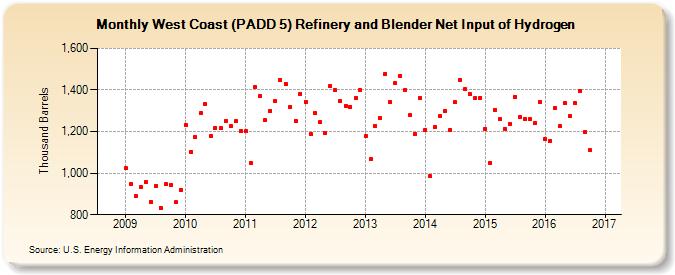 Monthly West Coast (PADD 5) Refinery and Blender Net Input of Hydrogen
Thousand Barrels
1,600
1,400
1,200
1,000
800
2009 2010 2011 2012 2013 2014 2015 2016 2017
Source: U.S. Energy Information Administration